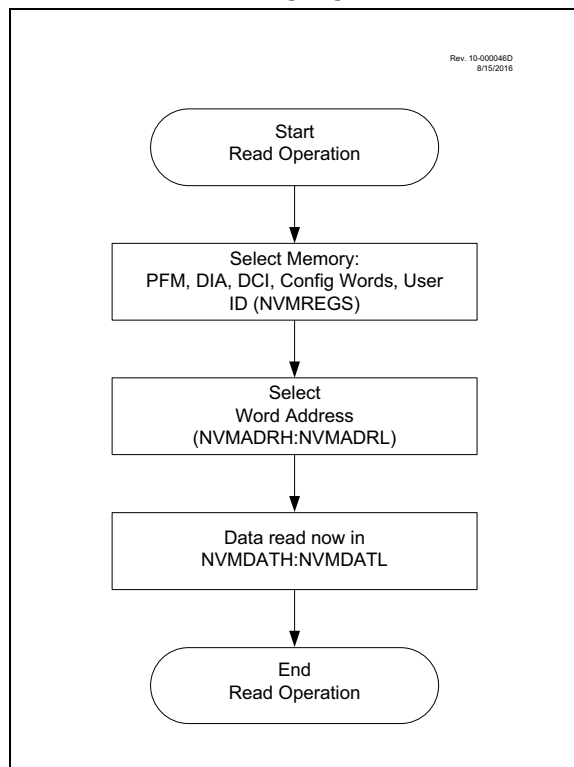 Rev. 10-000046D
8/15/2016
Start
Read Operation
Select Memory:
PFM, DIA, DCI, Config Words, User
ID (NVMREGS)
Select
Word Address
(NVMADRH:NVMADRL)
Data read now in
NVMDATH:NVMDATL
End
Read Operation